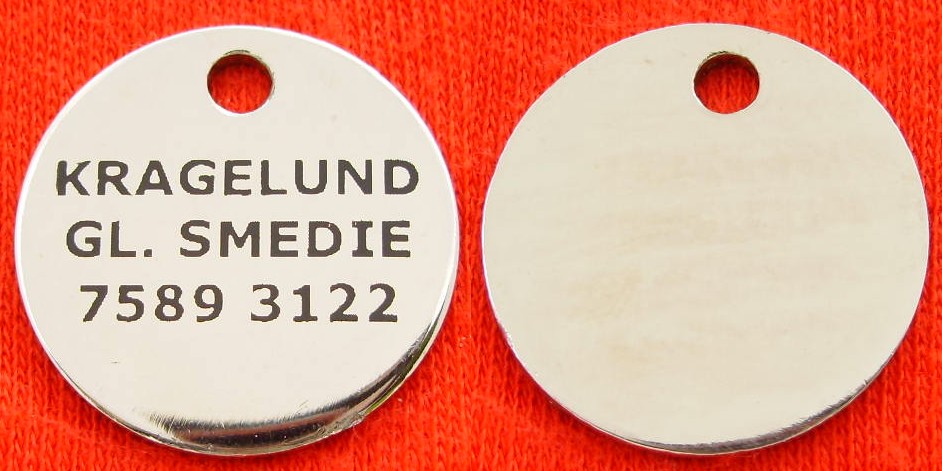 KRAGELUND
GL. SMEDIE
7589 3122